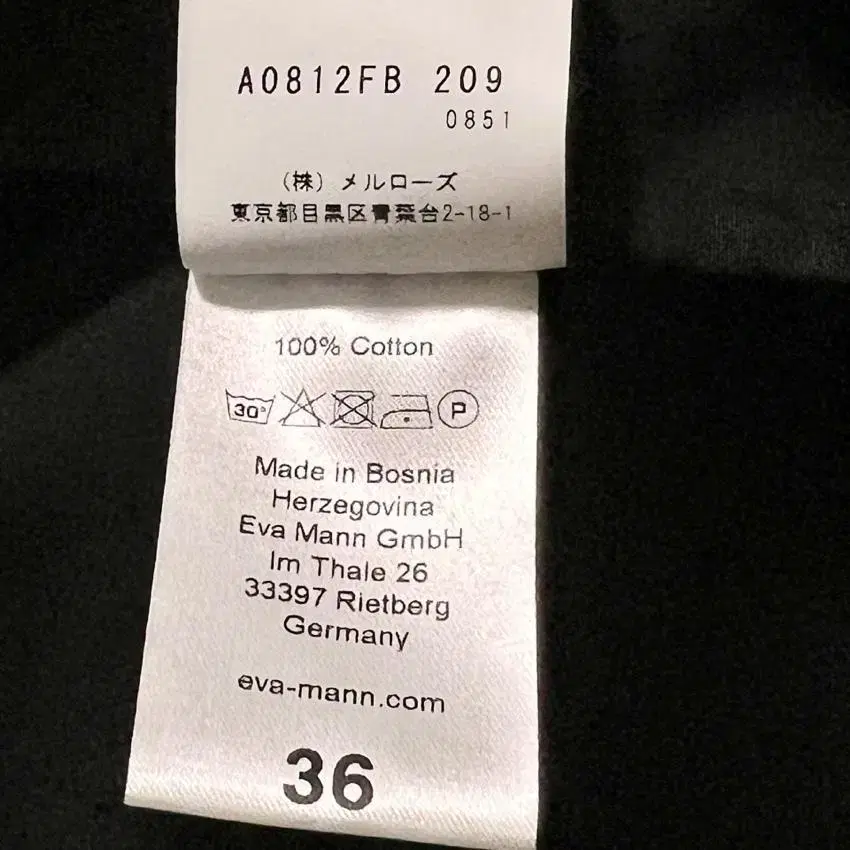 A0812FB 209
0851
(株) メルローズ
東京都目黒区青葉台2-18-1
100% Cotton
30° P
Made in Bosnia
Herzegovina
Eva Mann GmbH
Im Thale 26
33397 Rietberg
Germany
eva-mann.com
36